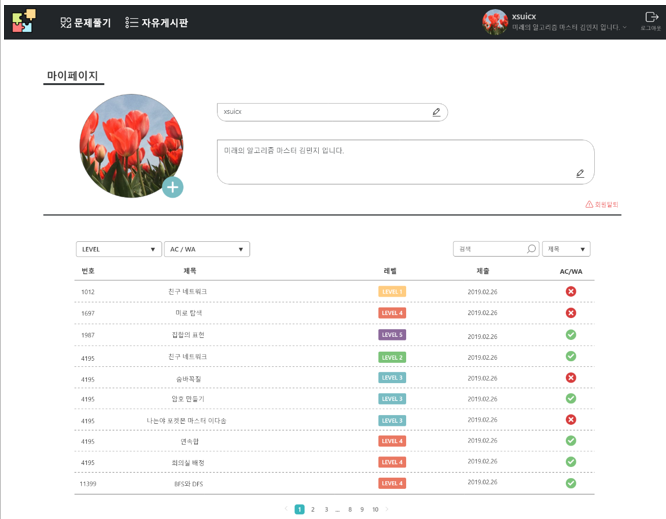 문제풀기 자유게시판 xsuicx
미래의 알고리즘 마스터 김민지 입니다. 로그아웃
마이페이지
xsuicx
미래의 알고리즘 마스터 김민지 입니다.
회원탈퇴
LEVEL AC / WA 검색 제목
번호 제목 레벨 제출 AC/WA
1012 친구 네트워크 LEVEL 1 2019.02.26
1697 미로 탐색 LEVEL 4 2019.02.26
1987 집합의 표현 LEVEL 5 2019.02.26
4195 친구 네트워크 LEVEL 2 2019.02.26
4195 숨바꼭질 LEVEL 3 2019.02.26
4195 암호 만들기 LEVEL 3 2019.02.26
4195 나는야 포켓몬 마스터 이다솜 LEVEL 3 2019.02.26
4195 연속합 LEVEL 4 2019.02.26
4195 회의실 배정 LEVEL 4 2019.02.26
11399 BFS와 DFS LEVEL 4 2019.02.26
1 2 3 ... 8 9 10